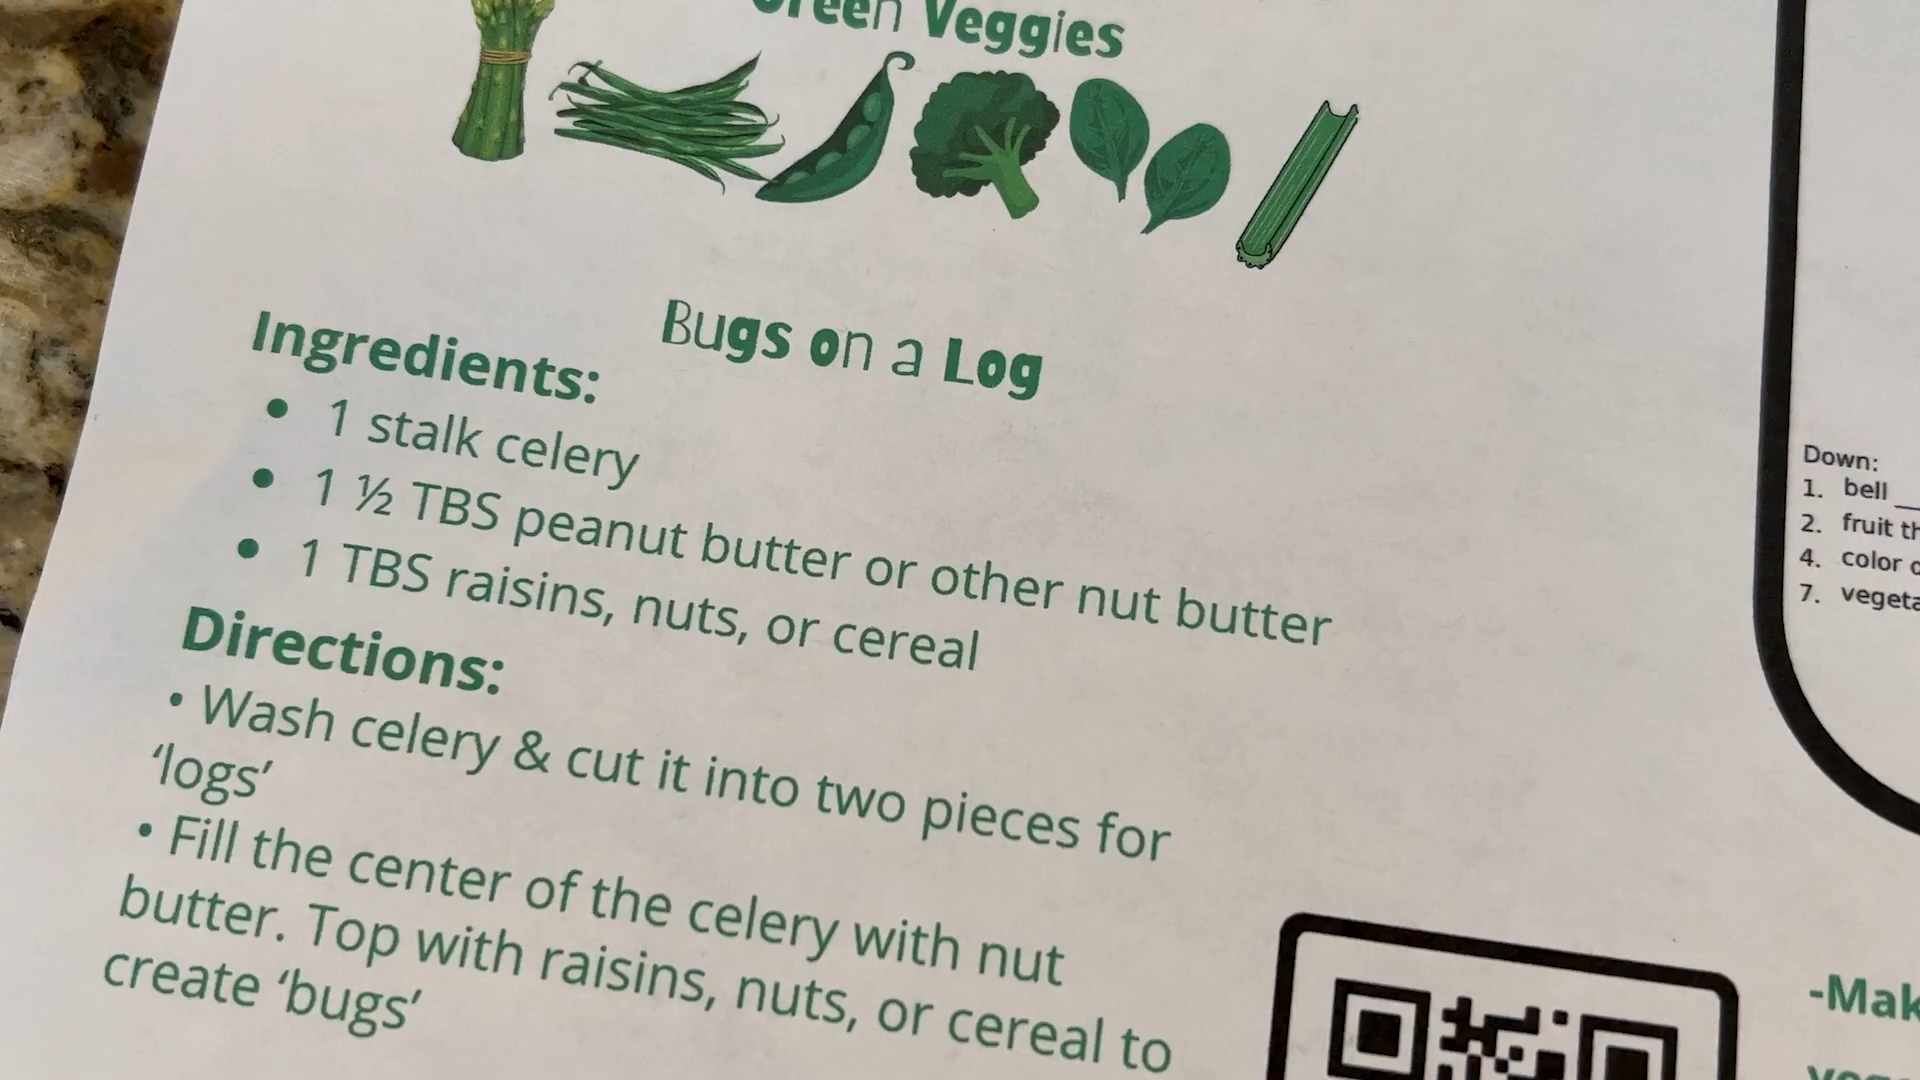 Green Veggies
Bugs on a Log
Ingredients:
• 1 stalk celery
• 1 ½ TBS peanut butter or other nut butter
• 1 TBS raisins, nuts, or cereal
Directions:
• Wash celery & cut it into two pieces for
‘logs’
• Fill the center of the celery with nut
butter. Top with raisins, nuts, or cereal to
create ‘bugs’
Down:
1. bell
2. fruit
4. color
7.